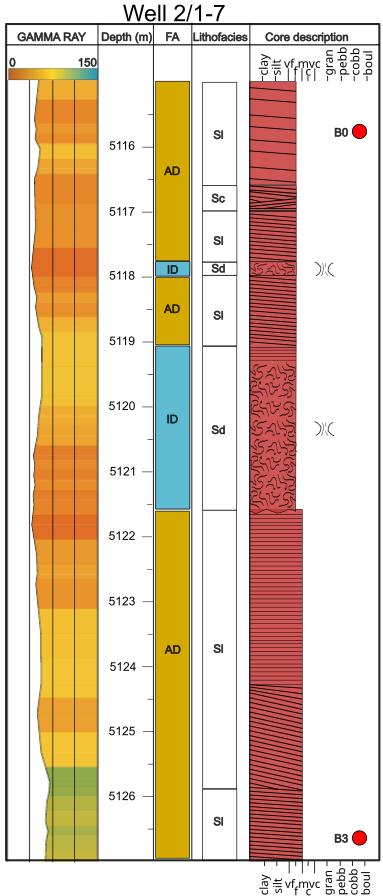 Well 2/1-7
GAMMA RAY Depth (m) FA Lithofacies Core description
0 150 clay silt vf f m c vc gran pebb cobb boul
B0
5116 Sl
AD
Sc
5117
Sl
ID Sd
5118
AD Sl
5119
5120
ID Sd
5121
5122
5123
AD Sl
5124
5125
5126
Sl
B3
clay silt vf f m c vc gran pebb cobb boul